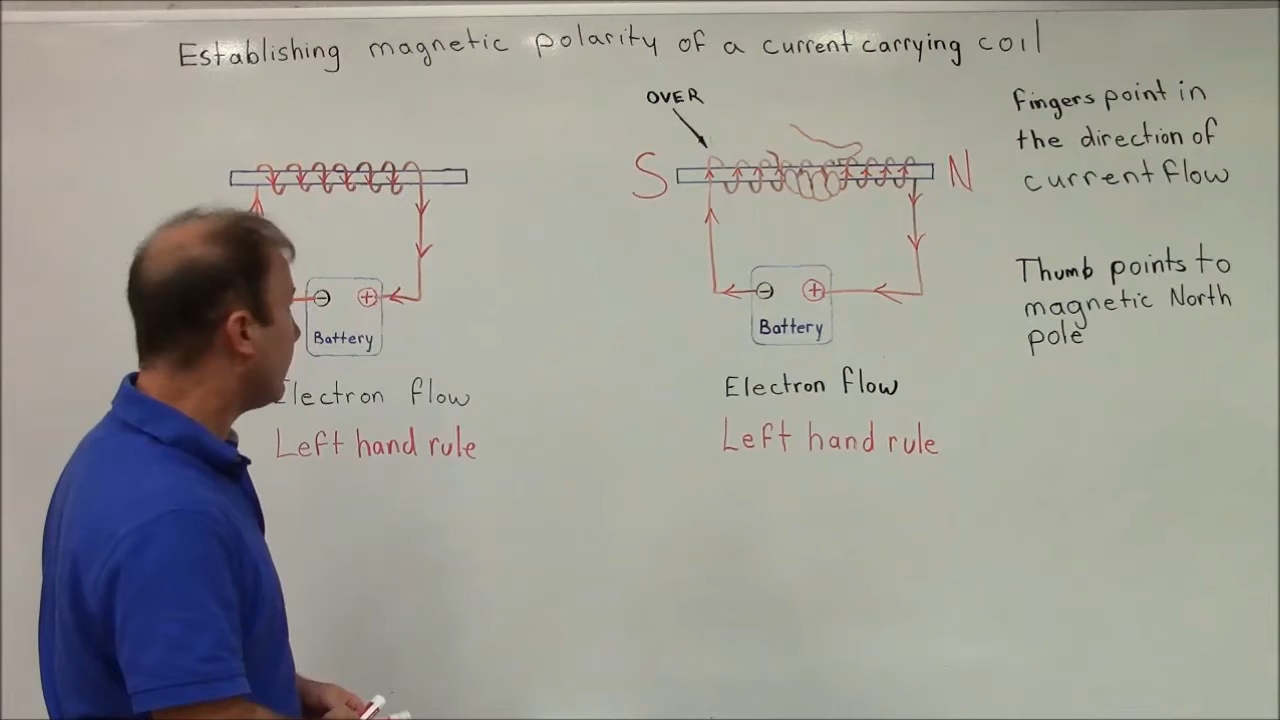 Establishing magnetic polarity of a current carrying coil
OVER
S
N
− +
Battery
Electron flow
Left hand rule
− +
Battery
Electron flow
Left hand rule
Fingers point in
the direction of
current flow
Thumb points to
magnetic North
pole